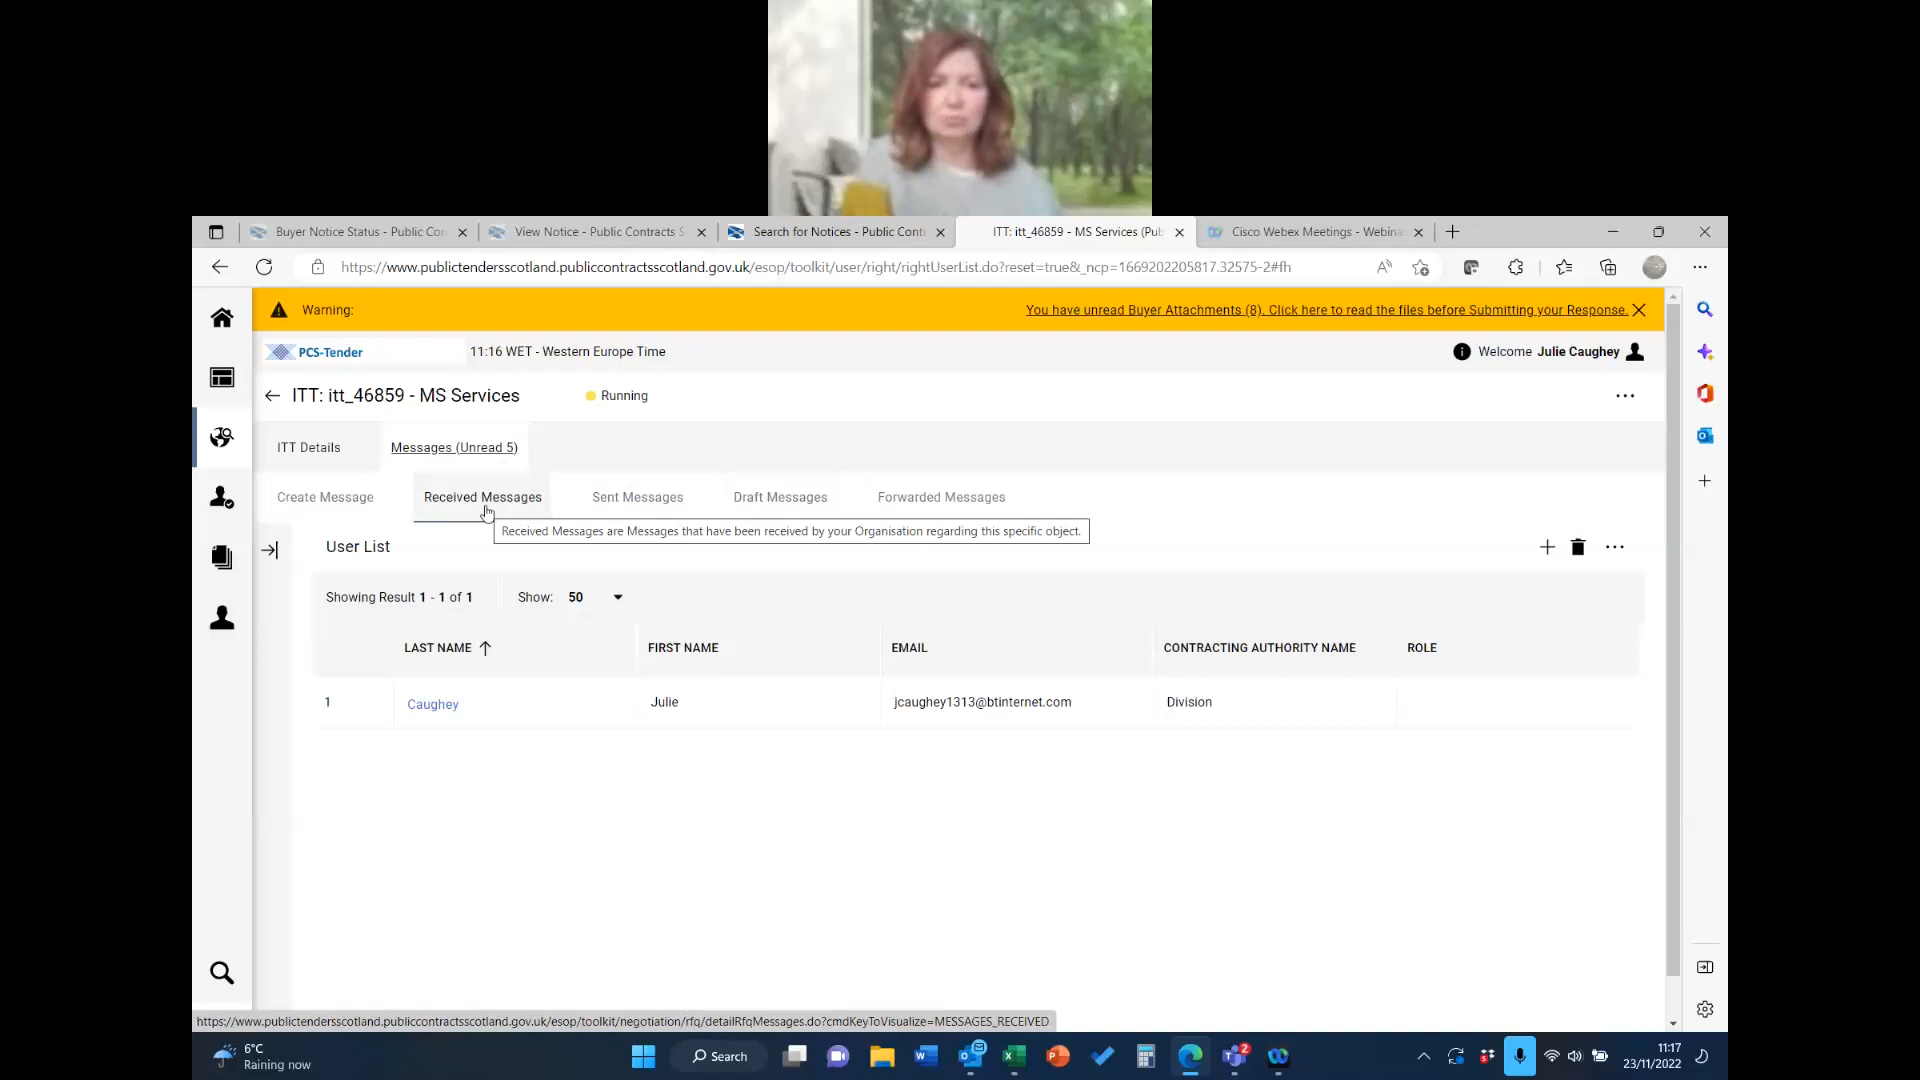 Buyer Notice Status - Public Con
View Notice - Public Contracts S
Search for Notices - Public Cont
ITT: itt_46859 - MS Services (Pub
Cisco Webex Meetings - Webina
https://www.publictendersscotland.publiccontractsscotland.gov.uk/esop/toolkit/user/right/rightUserList.do?reset=true&_ncp=1669202205817.32575-2#fh
Warning:
You have unread Buyer Attachments (8). Click here to read the files before Submitting your Response.
PCS-Tender
11:16 WET - Western Europe Time
Welcome Julie Caughey
ITT: itt_46859 - MS Services
Running
ITT Details
Messages (Unread 5)
Create Message
Received Messages
Sent Messages
Draft Messages
Forwarded Messages
Received Messages are Messages that have been received by your Organisation regarding this specific object.
User List
Showing Result 1 - 1 of 1
Show: 50
LAST NAME
FIRST NAME
EMAIL
CONTRACTING AUTHORITY NAME
ROLE
1
Caughey
Julie
jcaughey1313@btinternet.com
Division
https://www.publictendersscotland.publiccontractsscotland.gov.uk/esop/toolkit/negotiation/rfq/detailRfqMessages.do?cmdKeyToVisualize=MESSAGES_RECEIVED
6°C
Raining now
Search
2
11:17
23/11/2022